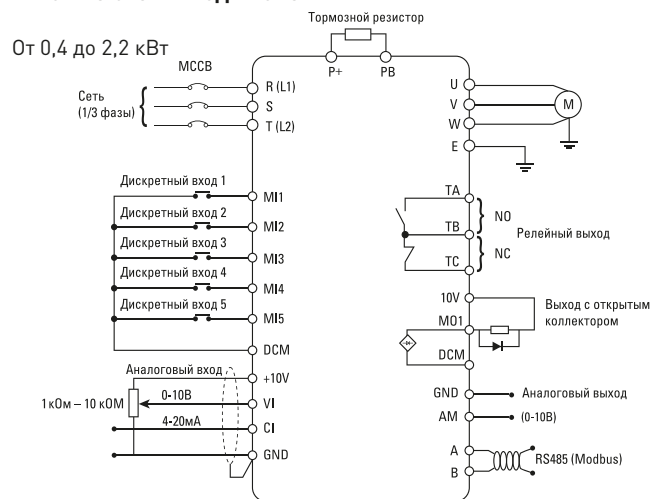 Тормозной резистор
От 0,4 до 2,2 кВт
P+
PB
МССВ
Сеть
(1/3 фазы)
R (L1)
S
T (L2)
U
V
W
E
M
Дискретный вход 1
MI1
Дискретный вход 2
MI2
Дискретный вход 3
MI3
Дискретный вход 4
MI4
Дискретный вход 5
MI5
DCM
TA
TB
TC
NO
NC
Релейный выход
10V
MO1
DCM
Выход с открытым
коллектором
Аналоговый вход
+10V
1 кОм – 10 кОМ
0-10В
VI
4-20мА
CI
GND
GND
Аналоговый выход
AM
(0-10В)
A
B
RS485 (Modbus)